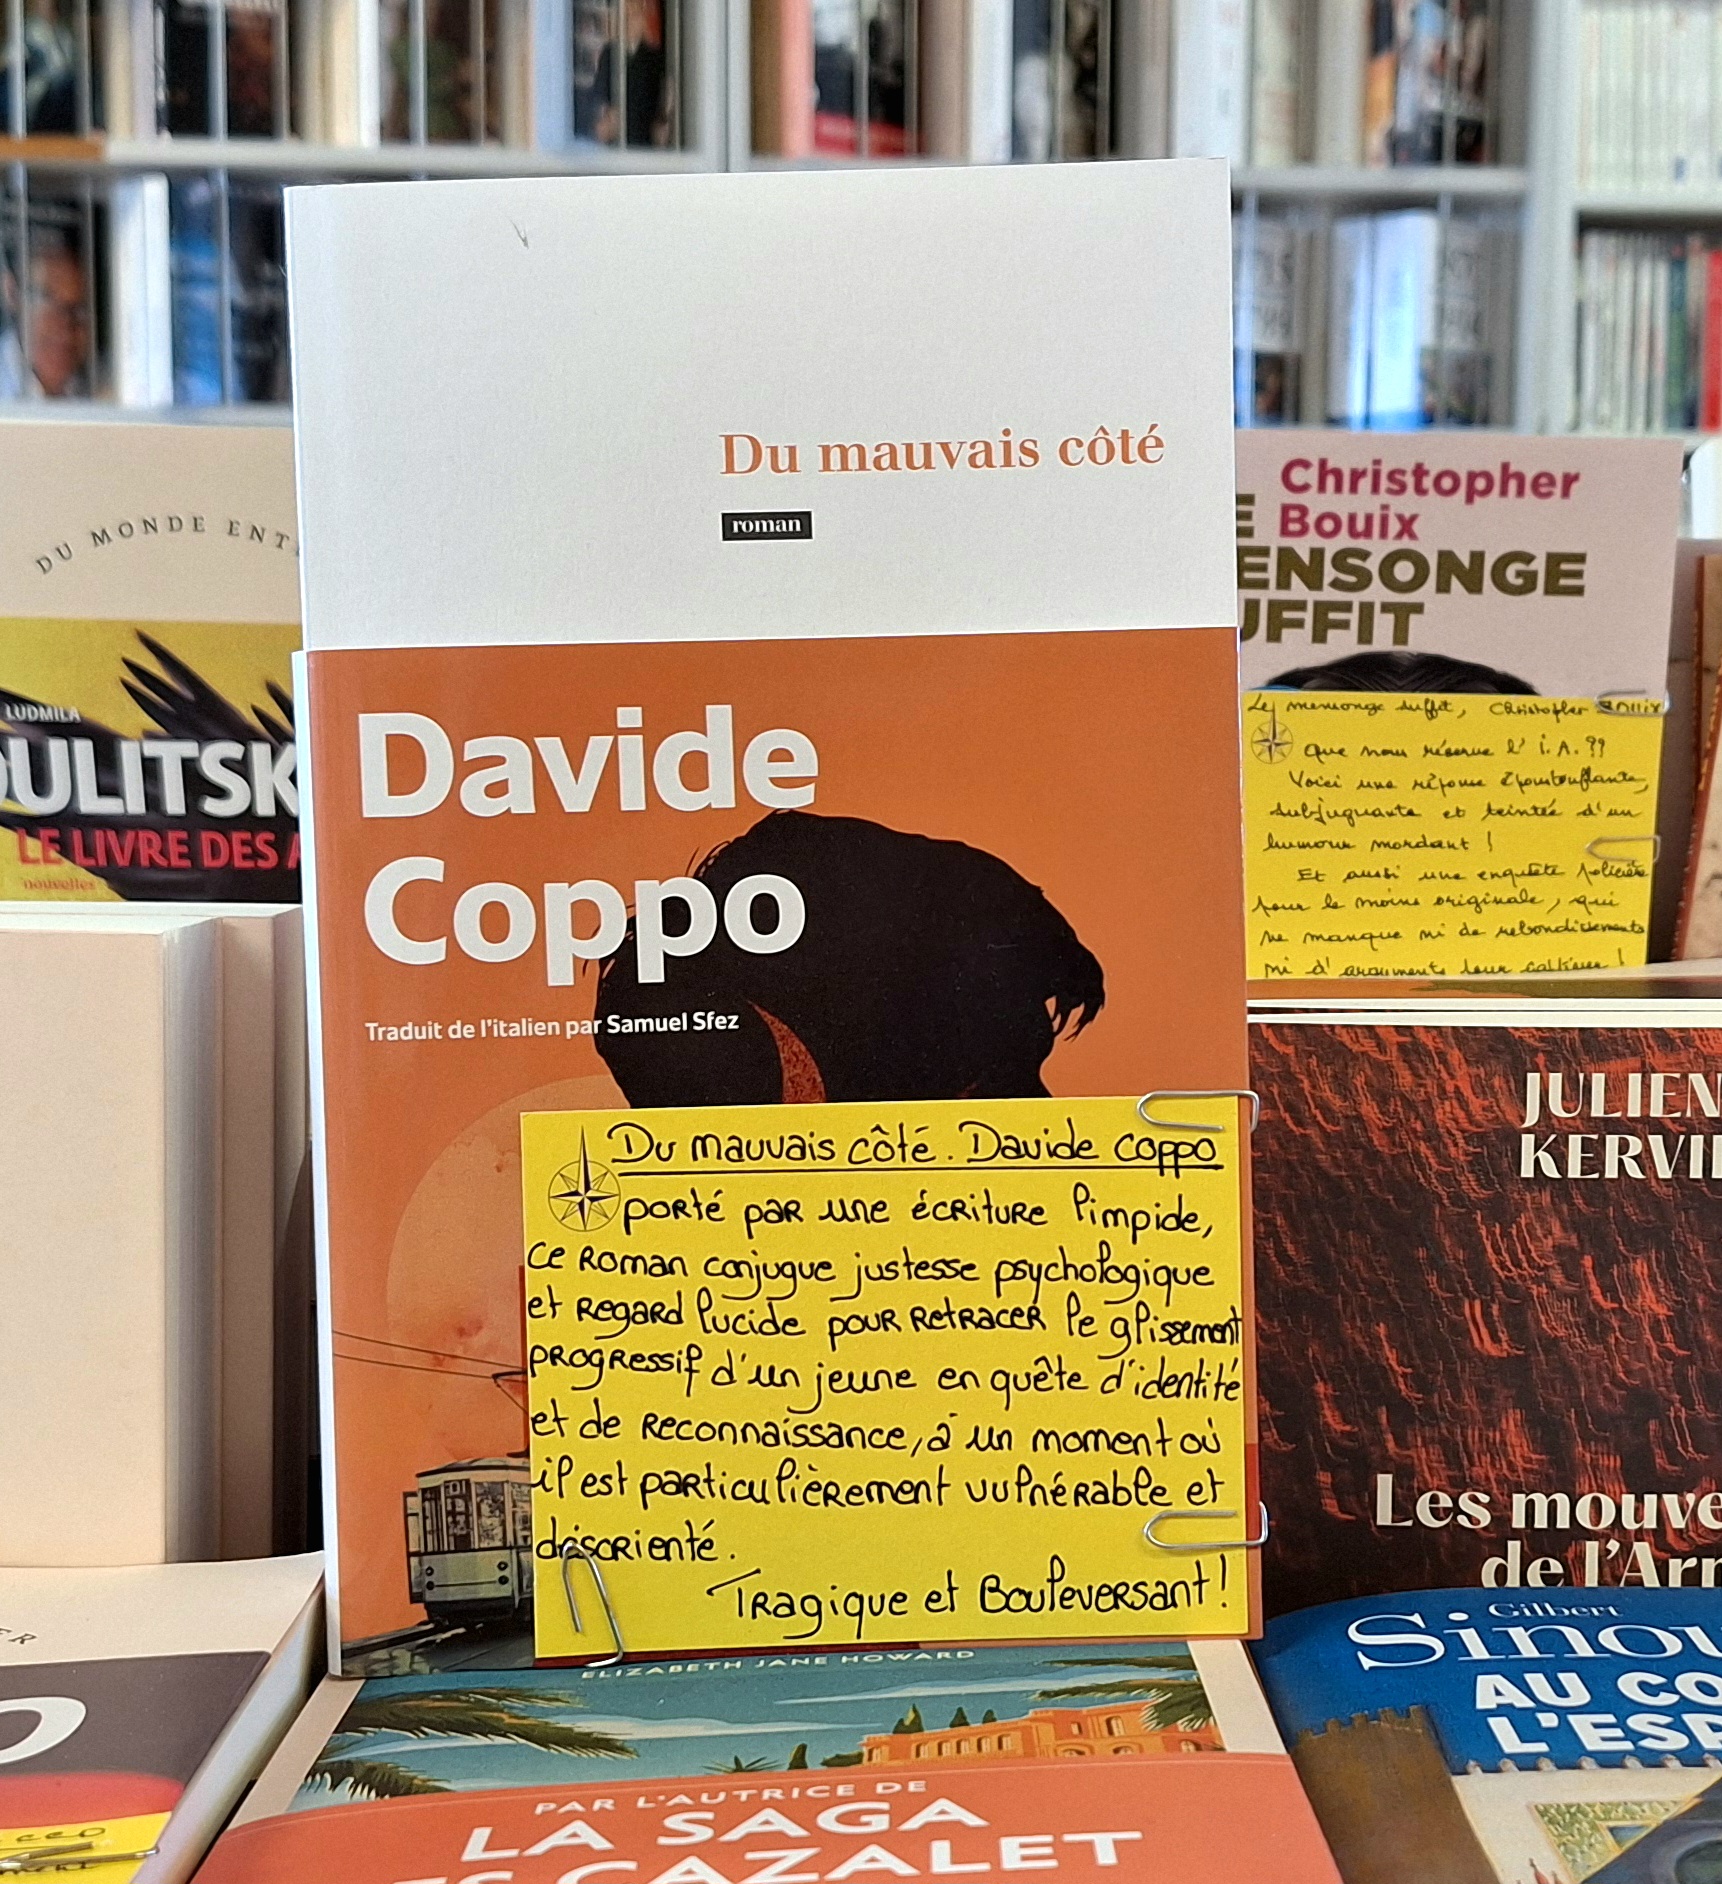 Du mauvais côté
roman
Davide
Coppo
Traduit de l'italien par Samuel Sfez
Du mauvais côté. Davide Coppo
porté par une écriture limpide,
ce roman conjugue justesse psychologique
et regard lucide pour retracer le glissement
progressif d'un jeune en quête d'identité
et de reconnaissance, à un moment où
il est particulièrement vulnérable et
désorienté.
Tragique et Bouleversant!
DU MONDE ENT
LUDMILA
OULITSK
LE LIVRE DES A
nouvelles
Christopher
Bouix
E
ENSONGE
UFFIT
Le mensonge suffit, Christopher Bouix
Que nous réserve l'I.A.??
Voici une réponse époustouflante,
subjuguante et teintée d'un
humour mordant!
Et aussi une enquête policière
pour le moins originale, qui
ne manque ni de rebondissements
ni d'arguments
JULIEN
KERVI
Les mouve
de l'Arm
Gilbert
Sinou
AU CO
L'ESP
ELIZABETH JANE HOWARD
PAR L'AUTRICE DE
LA SAGA
ES CAZALET